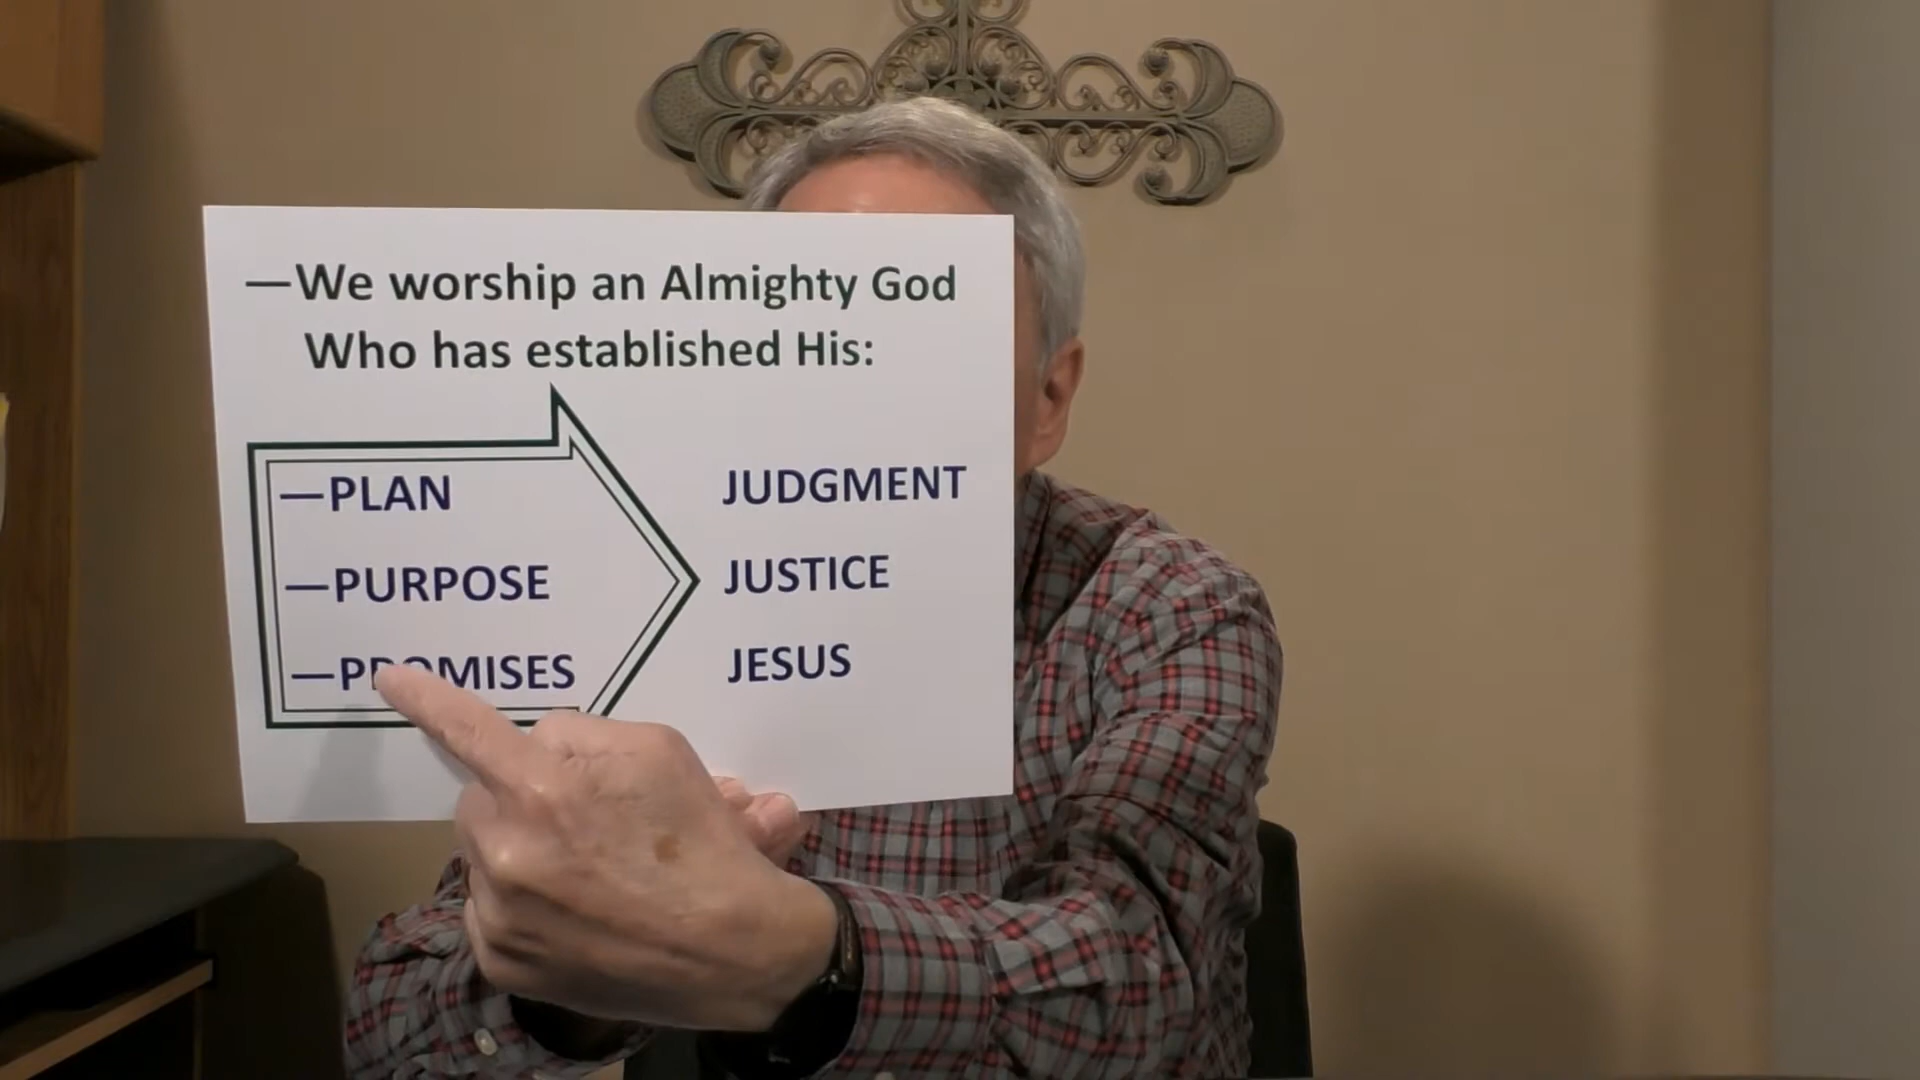 —We worship an Almighty God
Who has established His:
—PLAN
—PURPOSE
—PROMISES
JUDGMENT
JUSTICE
JESUS